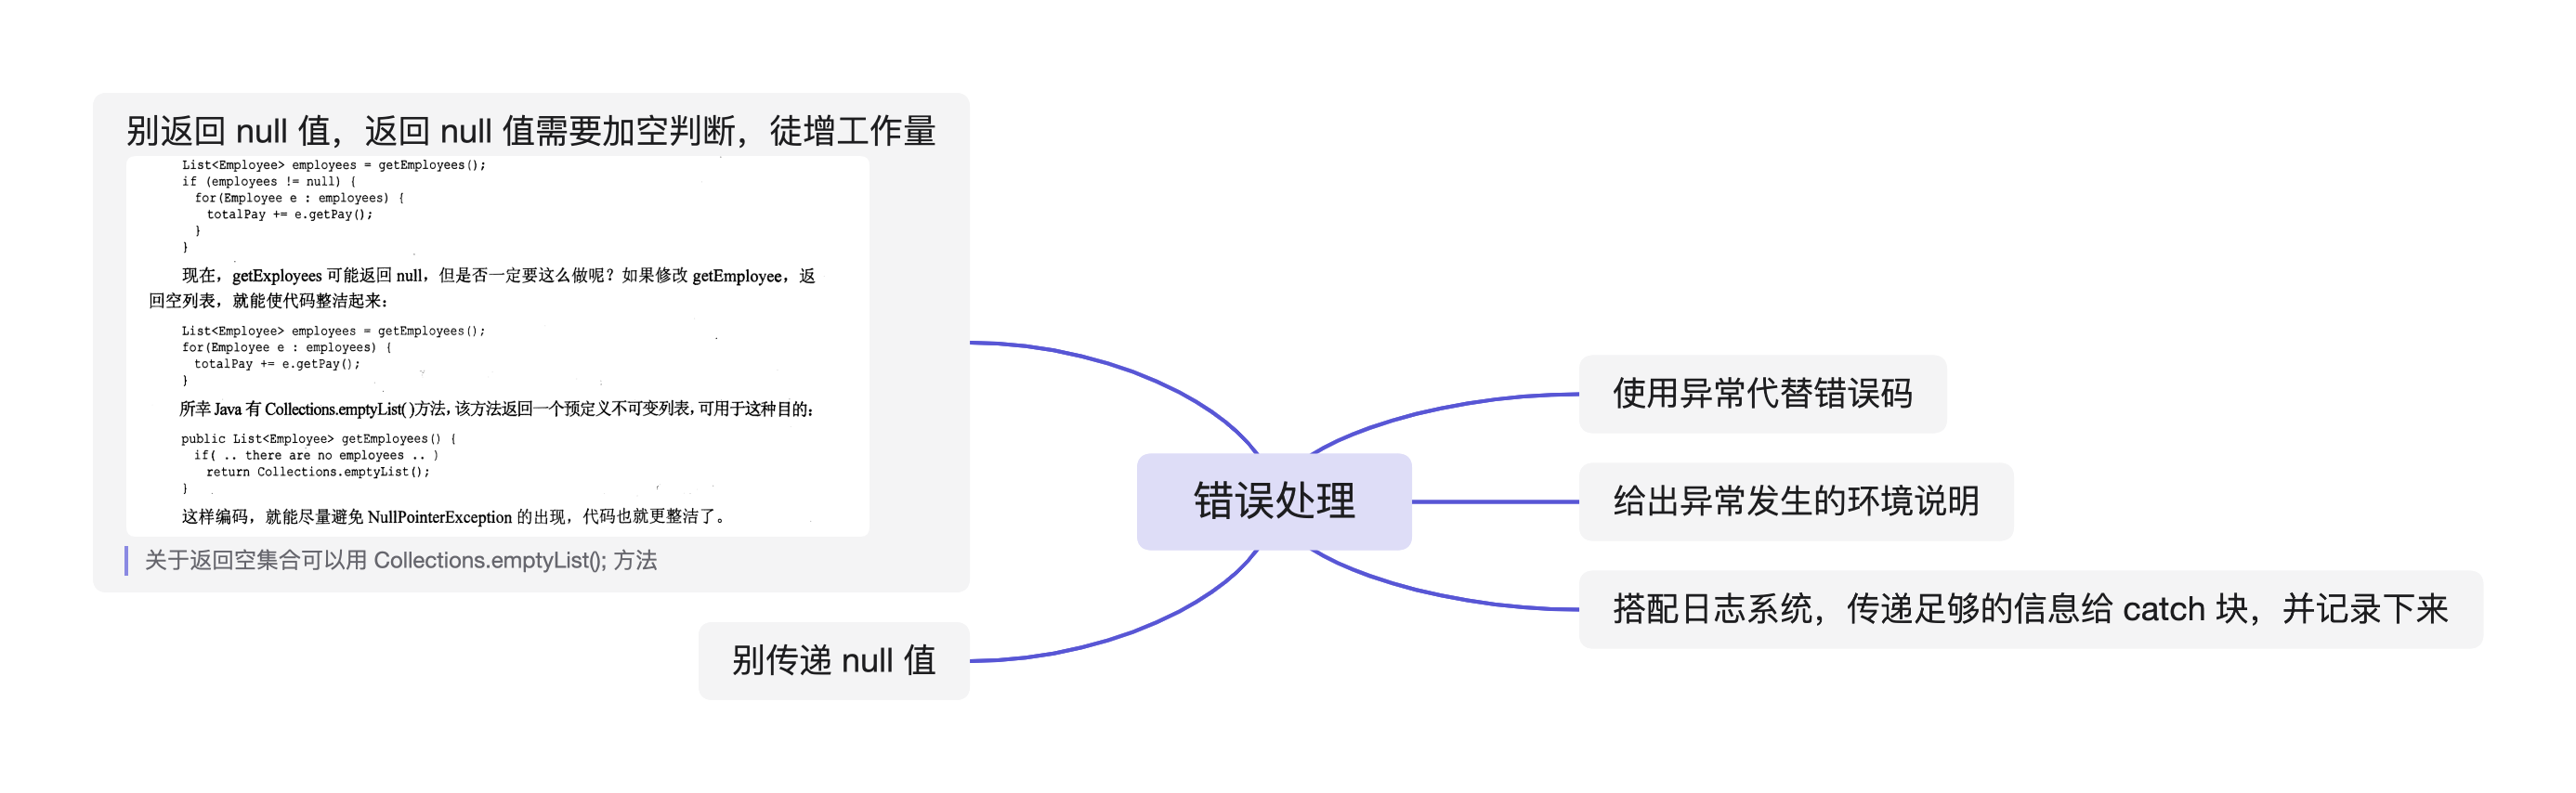 别返回 null 值，返回 null 值需要加空判断，徒增工作量
List<Employee> employees = getEmployees();
if (employees != null) {
for(Employee e : employees) {
totalPay += e.getPay();
}
}
现在，getExployees 可能返回 null，但是否一定要这么做呢？如果修改 getEmployee，返
回空列表，就能使代码整洁起来：
List<Employee> employees = getEmployees();
for(Employee e : employees) {
totalPay += e.getPay();
}
所幸 Java 有 Collections.emptyList( )方法，该方法返回一个预定义不可变列表，可用于这种目的：
public List<Employee> getEmployees() {
if( .. there are no employees .. )
return Collections.emptyList();
}
这样编码，就能尽量避免 NullPointerException 的出现，代码也就更整洁了。
关于返回空集合可以用 Collections.emptyList(); 方法
别传递 null 值
错误处理
使用异常代替错误码
给出异常发生的环境说明
搭配日志系统，传递足够的信息给 catch 块，并记录下来